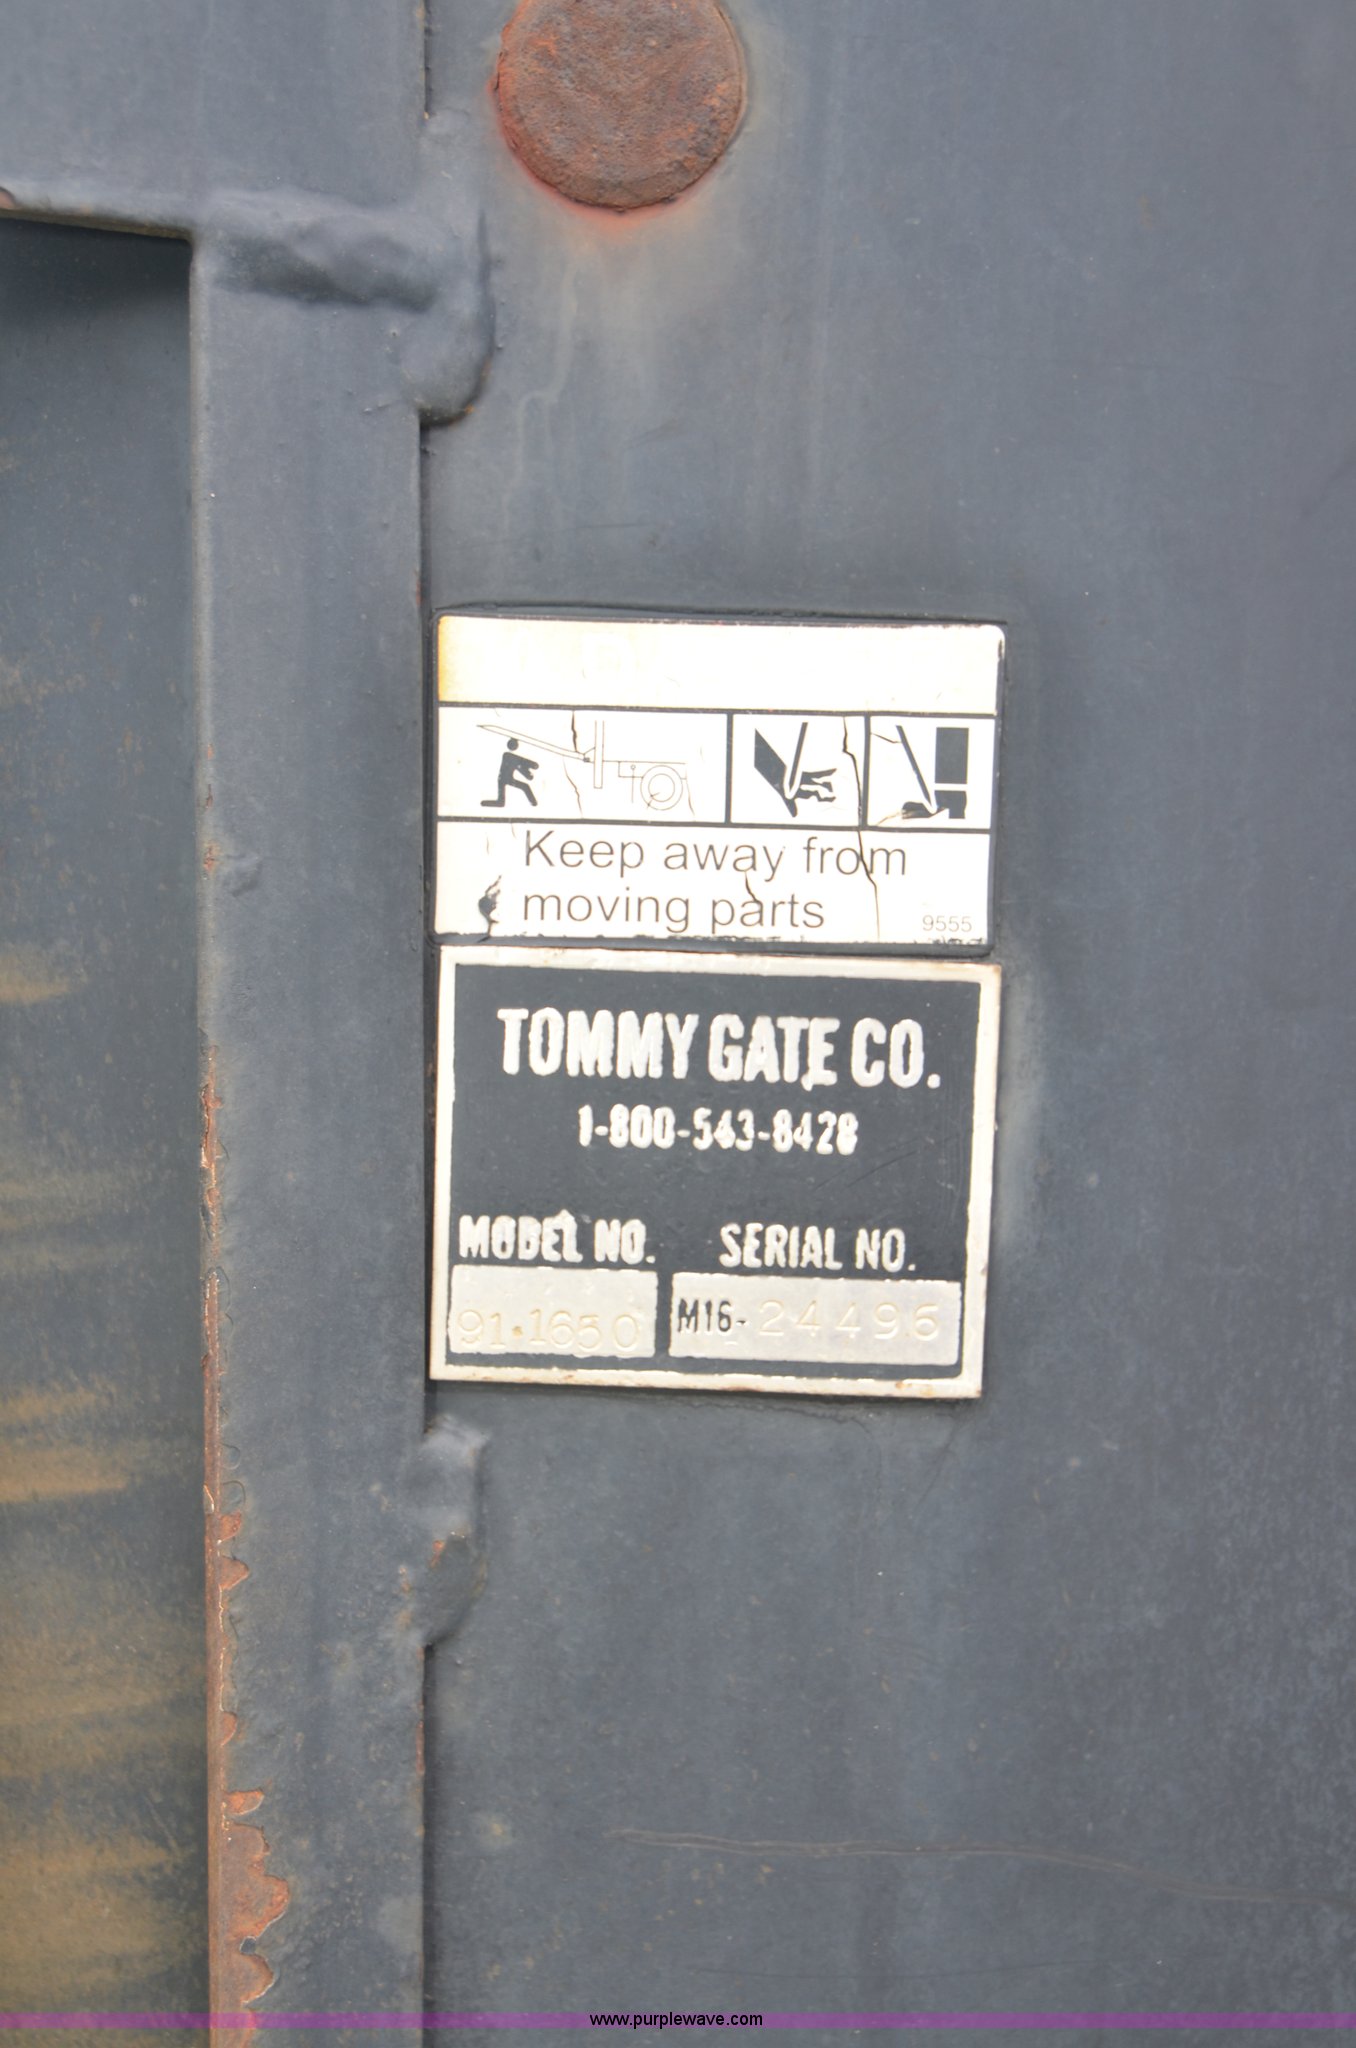 Keep away from
moving parts
9555
TOMMY GATE CO.
1-800-543-8428
MODEL NO. SERIAL NO.
91-1650 M16-24496
www.purplewave.com